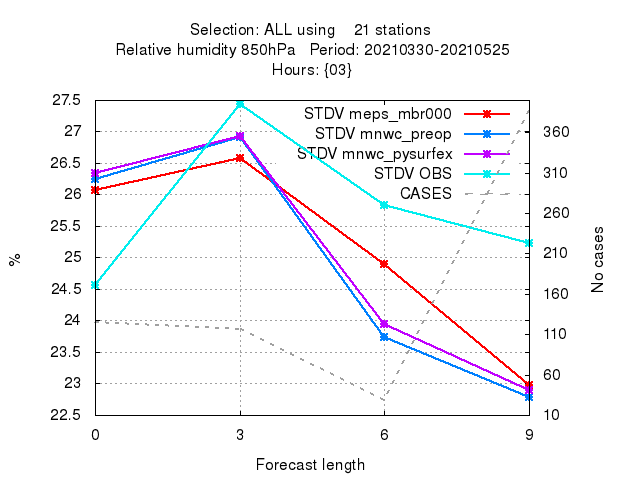 Selection: ALL using    21 stations
Relative humidity 850hPa   Period: 20210330-20210525
Hours: {03}
STDV meps_mbr000
STDV mnwc_preop
STDV mnwc_pysurfex
STDV OBS
CASES
27.5
27
26.5
26
25.5
25
24.5
24
23.5
23
22.5
%
360
310
260
210
160
110
60
10
No cases
0 3 6 9
Forecast length